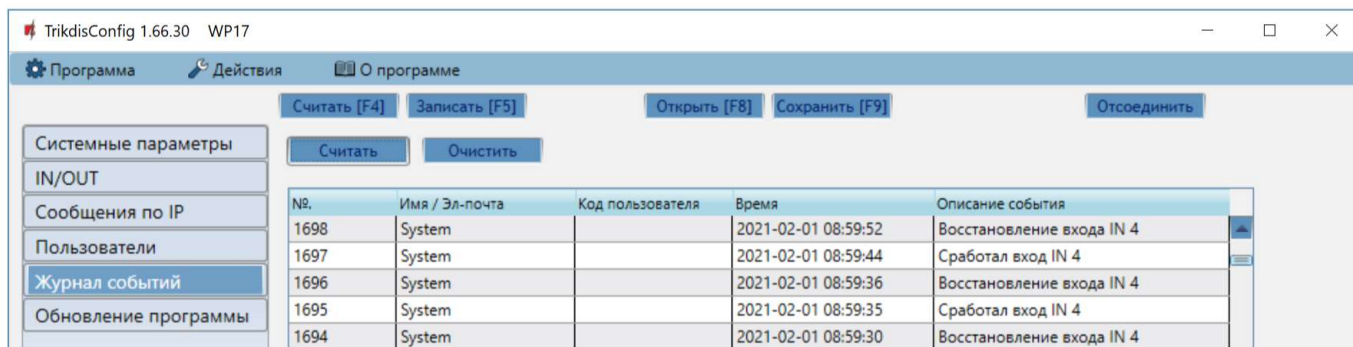 TrikdisConfig 1.66.30 WP17
Программа Действия О программе
Считать [F4] Записать [F5] Открыть [F8] Сохранить [F9] Отсоединить
Системные параметры
IN/OUT
Сообщения по IP
Пользователи
Журнал событий
Обновление программы
Считать Очистить
№. Имя / Эл-почта Код пользователя Время Описание события
1698 System 2021-02-01 08:59:52 Восстановление входа IN 4
1697 System 2021-02-01 08:59:44 Сработал вход IN 4
1696 System 2021-02-01 08:59:36 Восстановление входа IN 4
1695 System 2021-02-01 08:59:35 Сработал вход IN 4
1694 System 2021-02-01 08:59:30 Восстановление входа IN 4